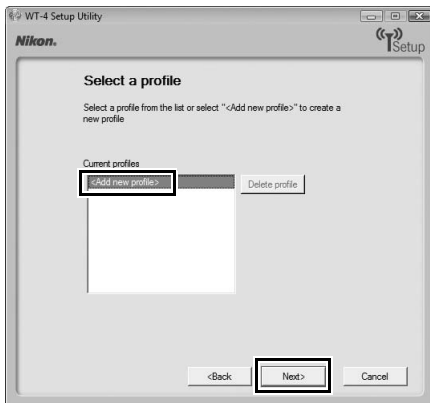 WT-4 Setup Utility
Nikon.
Setup
Select a profile
Select a profile from the list or select "<Add new profile>" to create a
new profile
Current profiles
<Add new profile>
Delete profile
<Back
Next>
Cancel